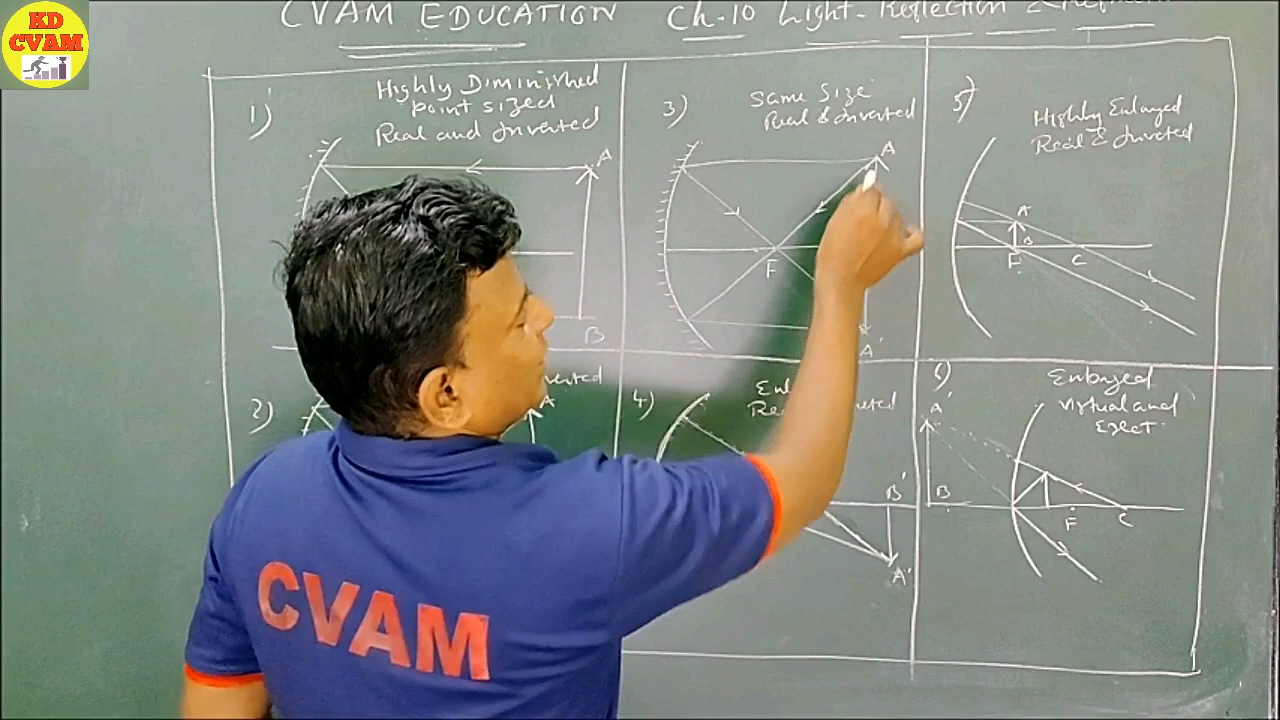 KD
CVAM
CVAM EDUCATION Ch-10 Light- Reflection &
1)
Highly Diminished
point sized
Real and Inverted
A
B
2)
A
3)
Same Size
Real & Inverted
A
F
A'
4)
B'
A'
5)
Highly Enlarged
Real & Inveted
A
B
F
C
6)
Enlarged
Virtual and
Erect
A'
B
F
C
CVAM